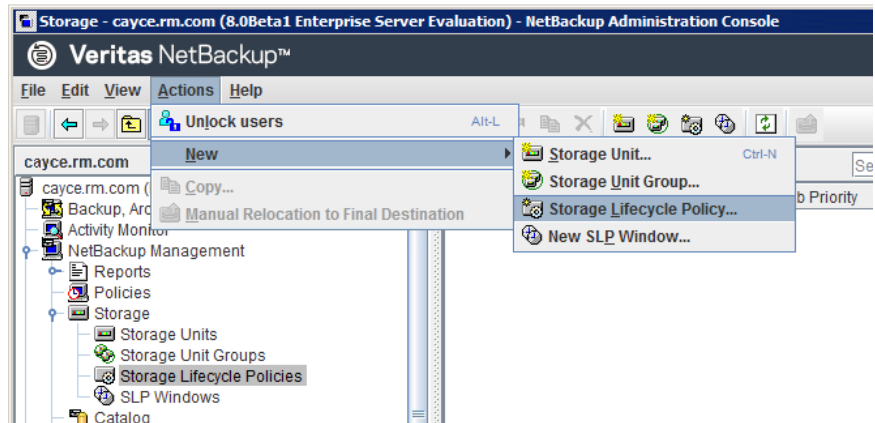 Storage - cayce.rm.com (8.0Beta1 Enterprise Server Evaluation) - NetBackup Administration Console
Veritas NetBackup™
File Edit View Actions Help
Unlock users Alt-L
New
Copy...
Manual Relocation to Final Destination
Storage Unit... Ctrl-N
Storage Unit Group...
Storage Lifecycle Policy...
New SLP Window...
cayce.rm.com
Se
b Priority
cayce.rm.com (
Backup, Arc
Activity Monitor
NetBackup Management
Reports
Policies
Storage
Storage Units
Storage Unit Groups
Storage Lifecycle Policies
SLP Windows
Catalog